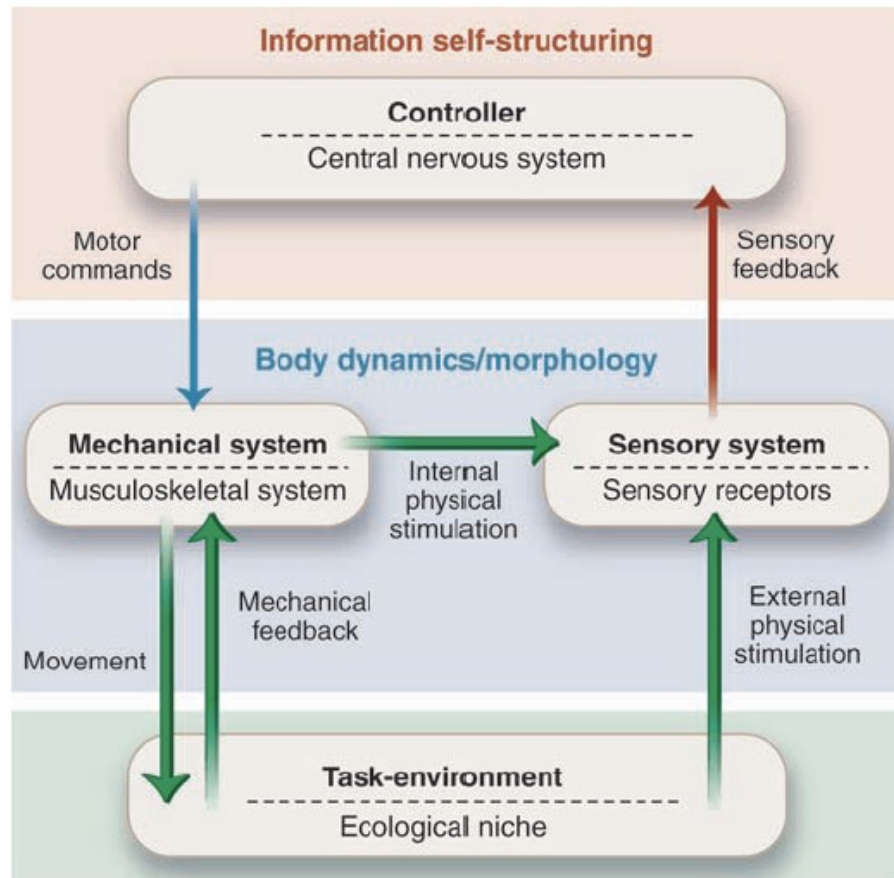 Information self-structuring
Controller
Central nervous system
Motor
commands
Sensory
feedback
Body dynamics/morphology
Mechanical system
Musculoskeletal system
Internal
physical
stimulation
Sensory system
Sensory receptors
Movement
Mechanical
feedback
External
physical
stimulation
Task-environment
Ecological niche